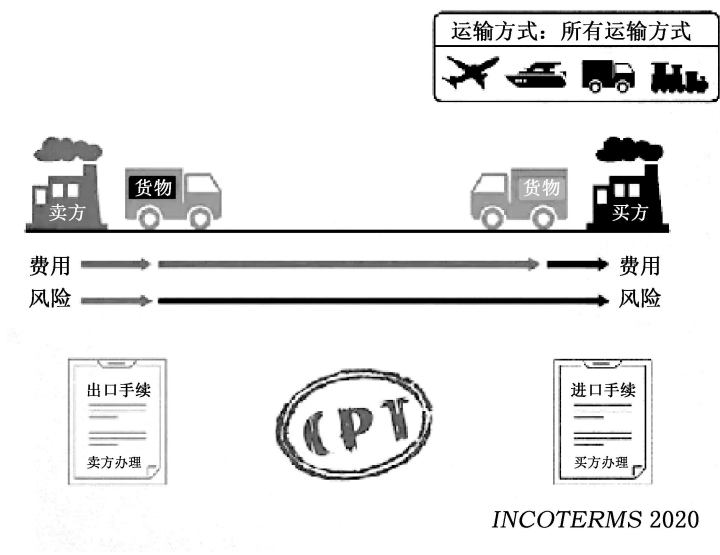 运输方式：所有运输方式
货物
货物
卖方
买方
费用
费用
风险
风险
出口手续
卖方办理
CPT
进口手续
买方办理
INCOTERMS 2020